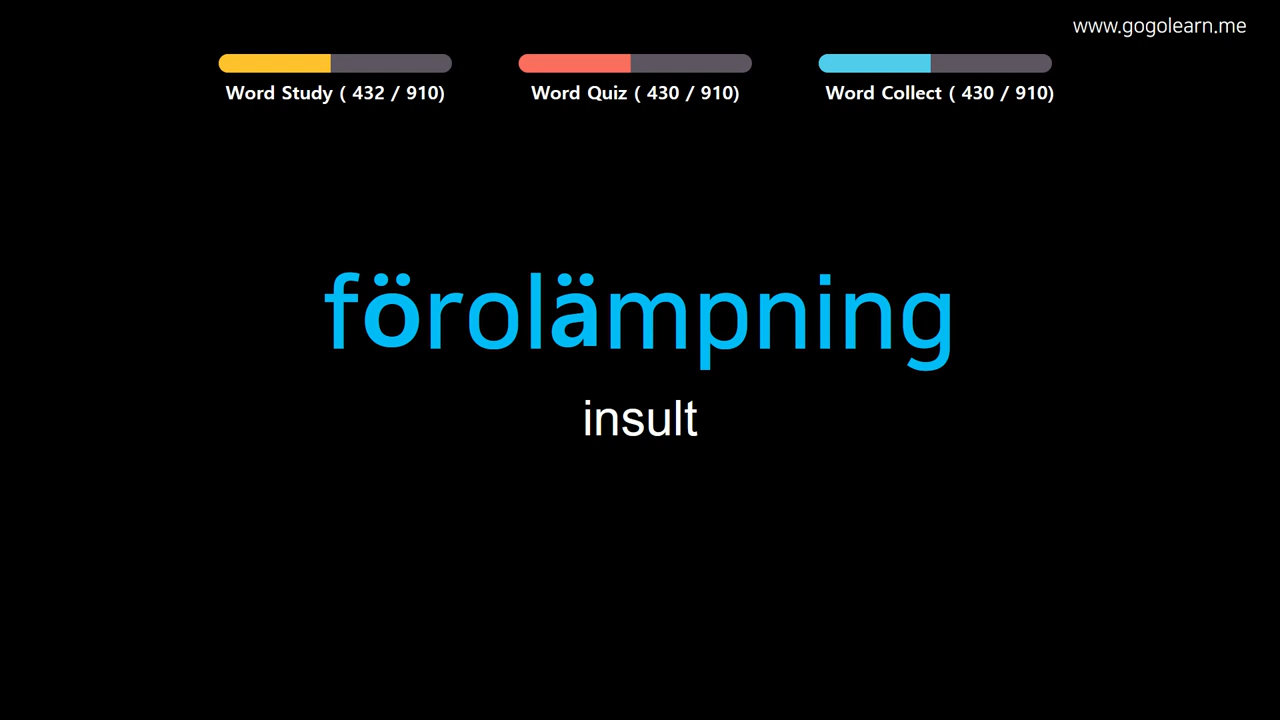 www.gogolearn.me
Word Study ( 432 / 910)
Word Quiz ( 430 / 910)
Word Collect ( 430 / 910)
förolämpning
insult